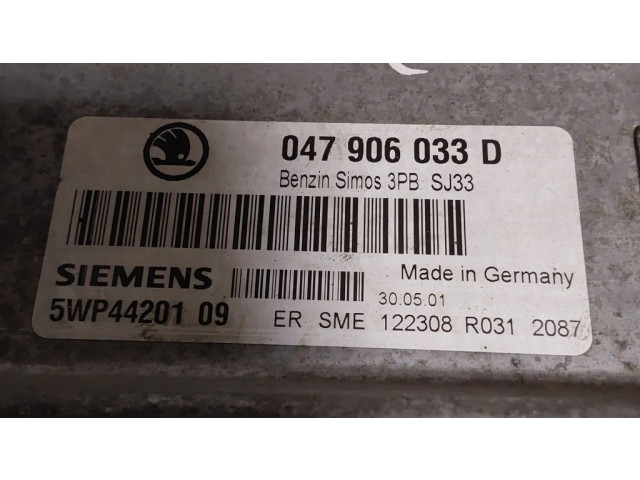 047 906 033 D
Benzin Simos 3PB SJ33
SIEMENS
Made in Germany
30.05.01
5WP44201 09
ER SME 122308 R031 2087